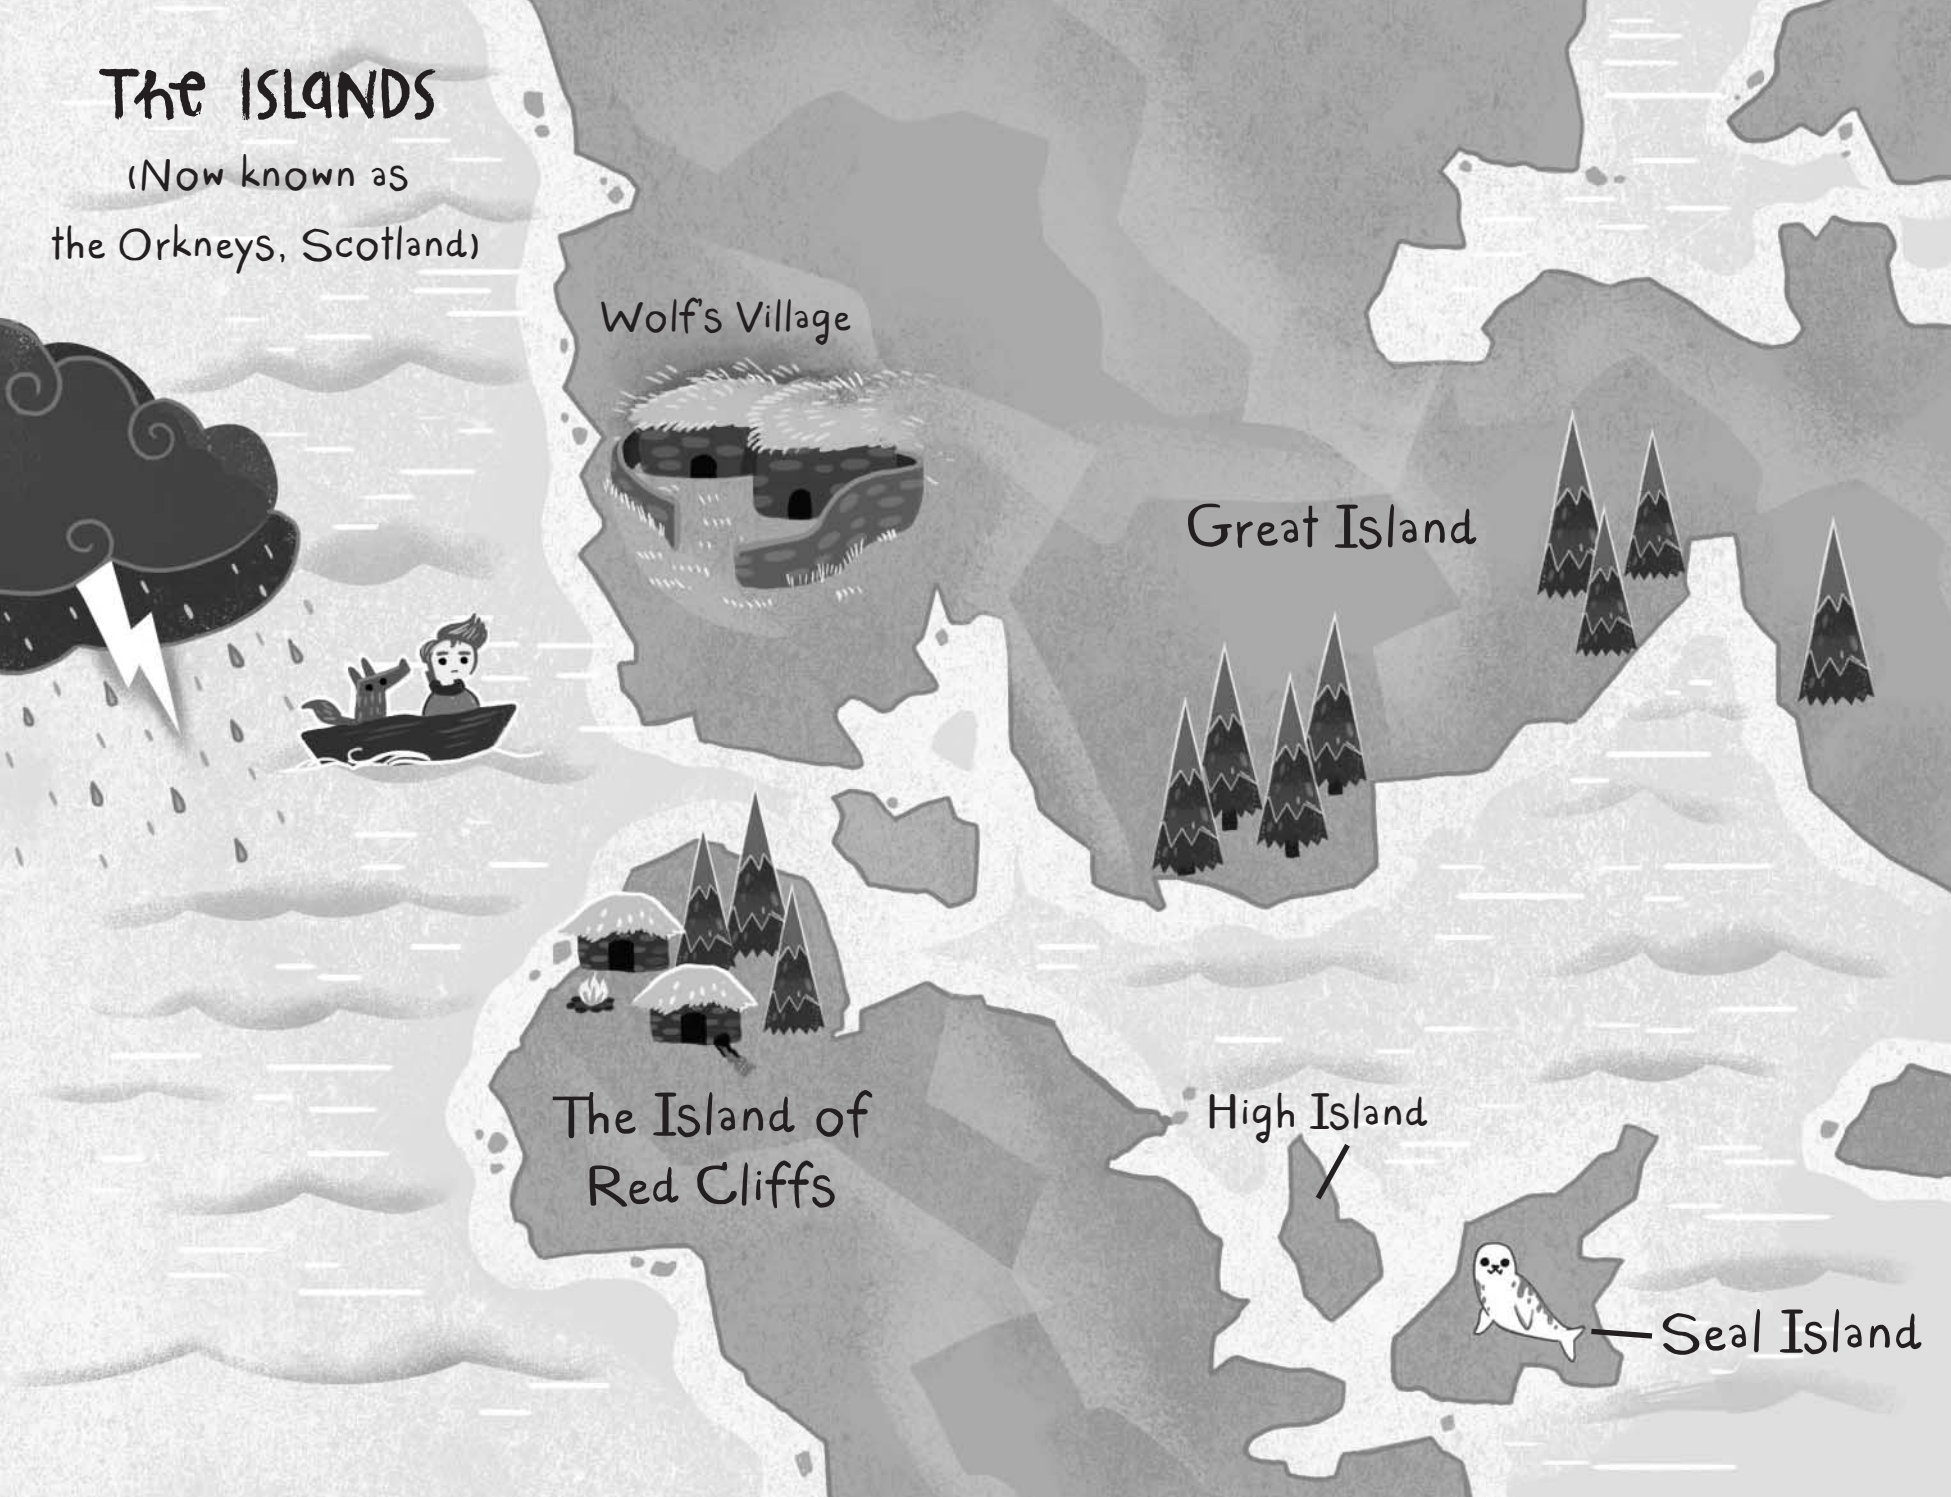 The ISLANDS
(Now known as
the Orkneys, Scotland)
Wolf's Village
Great Island
The Island of
Red Cliffs
High Island
Seal Island